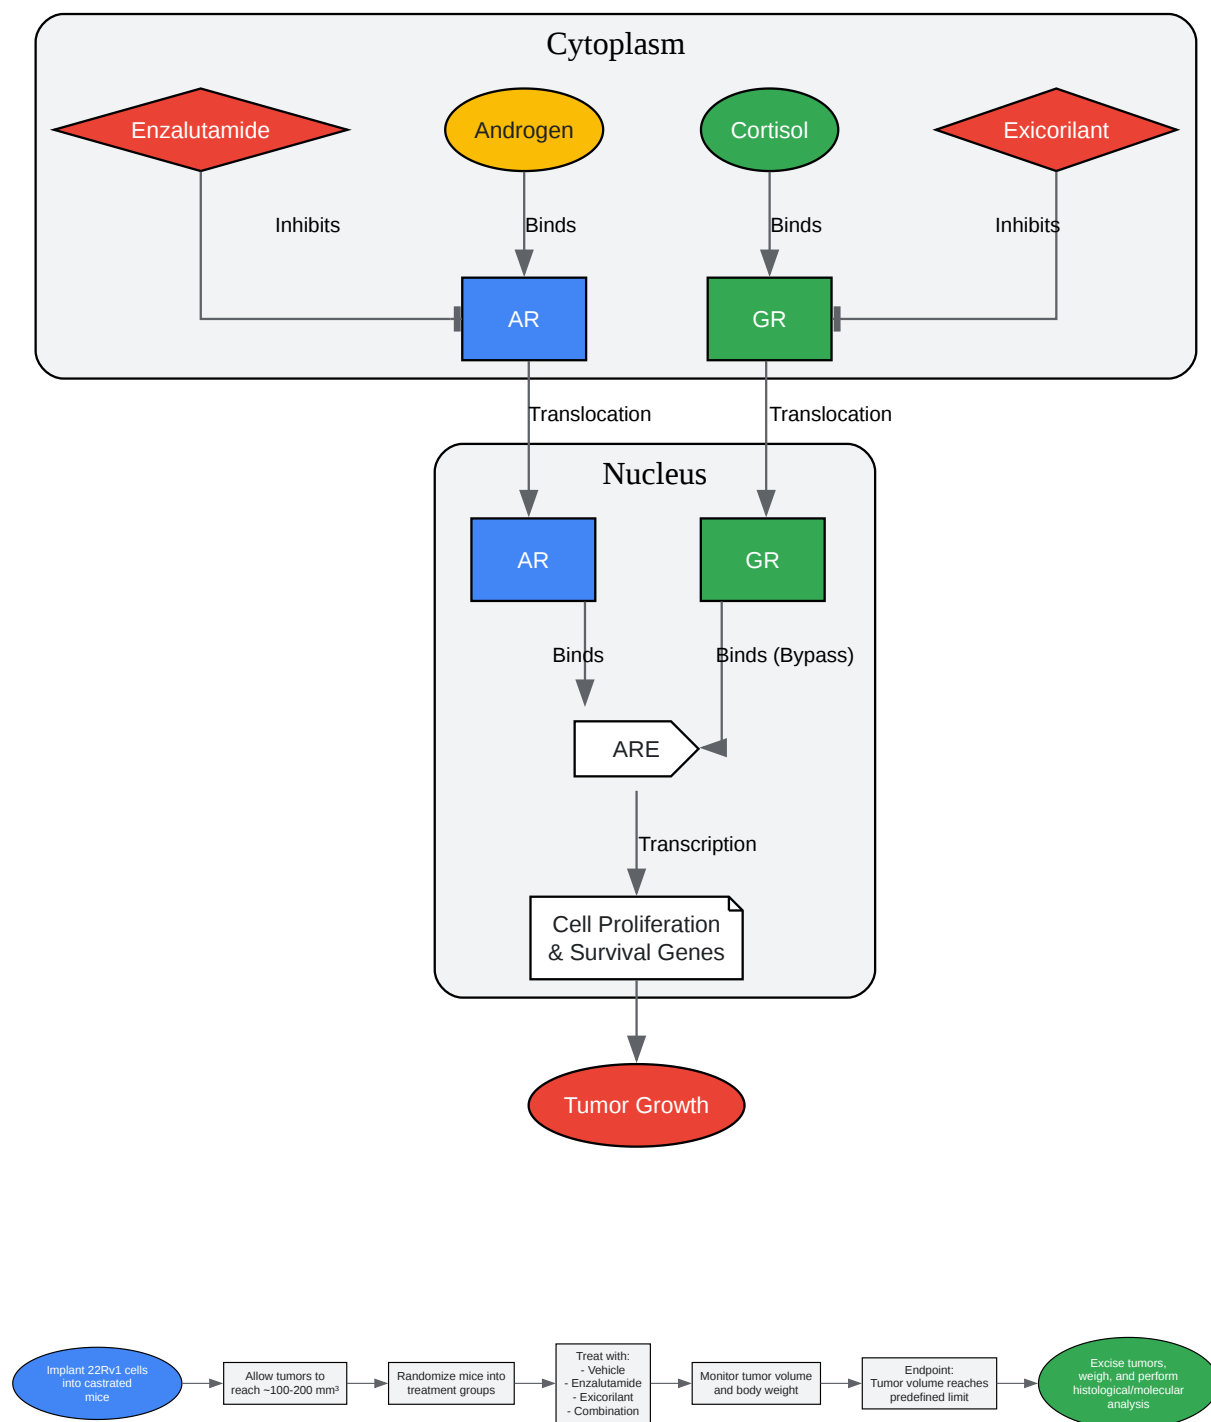 Cytoplasm
Enzalutamide
Androgen
Cortisol
Exicorilant
Inhibits
Binds
Binds
Inhibits
AR
GR
Translocation
Translocation
Nucleus
AR
GR
Binds
Binds (Bypass)
ARE
Transcription
Cell Proliferation
& Survival Genes
Tumor Growth
Implant 22Rv1 cells
into castrated
mice
Allow tumors to
reach ~100-200 mm³
Randomize mice into
treatment groups
Treat with:
- Vehicle
- Enzalutamide
- Exicorilant
- Combination
Monitor tumor volume
and body weight
Endpoint:
Tumor volume reaches
predefined limit
Excise tumors,
weigh, and perform
histological/molecular
analysis